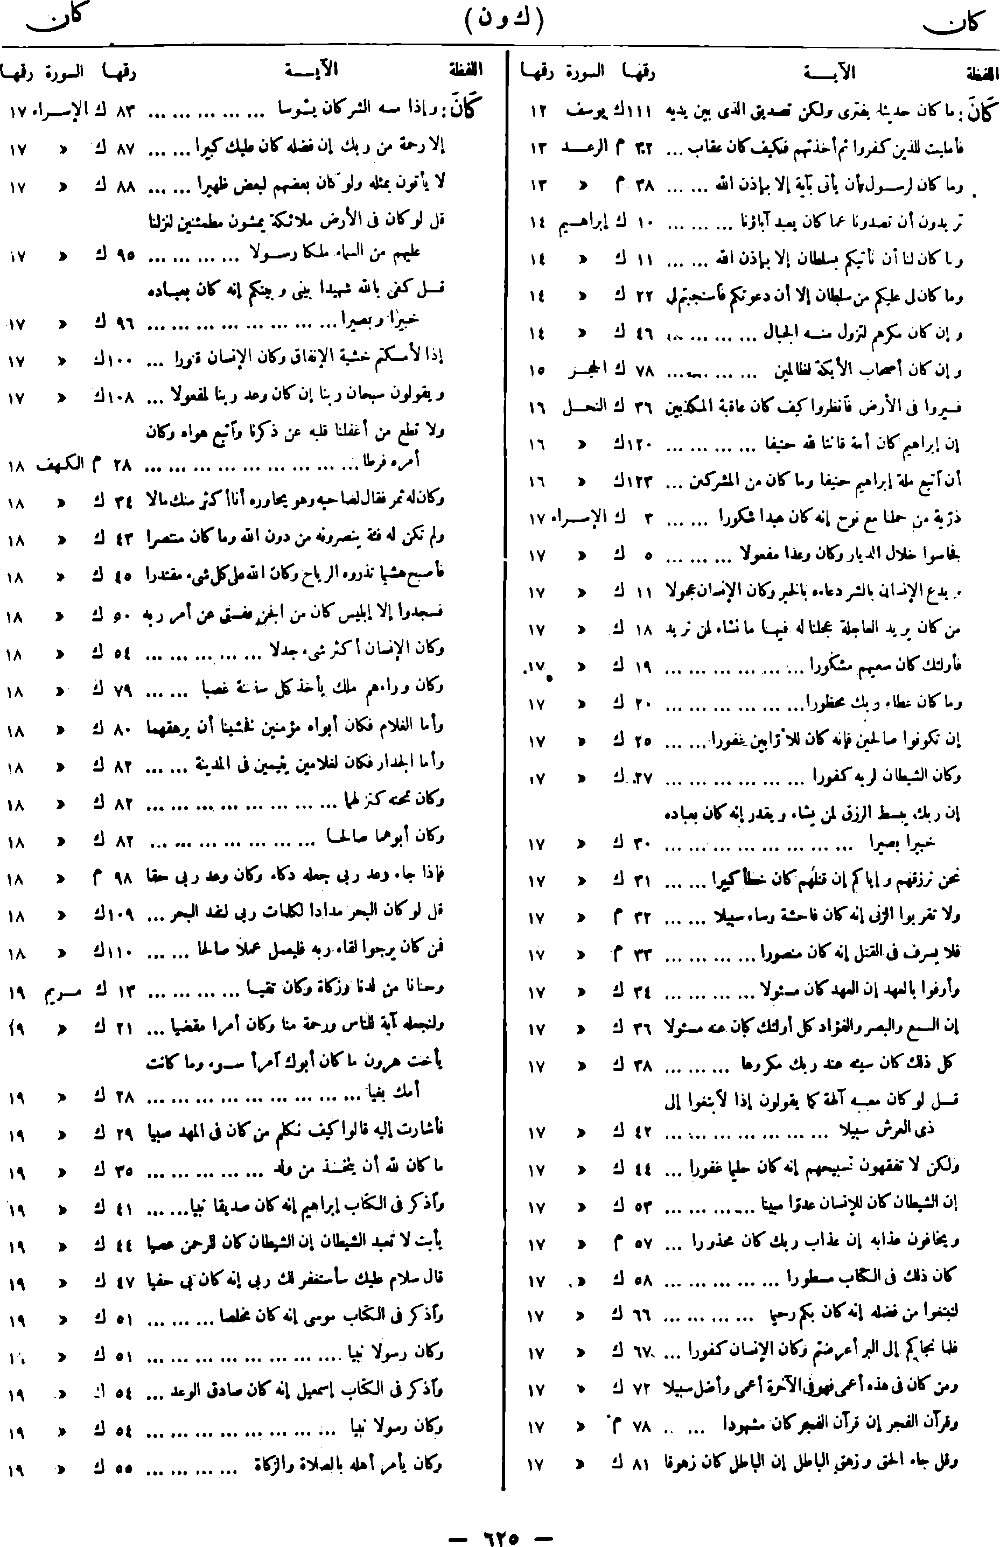 كان (ك و ن) كان
اللفظة الآيــة رقمها السورة رقمها
كَانَ : ما كان حديثا يفترى ولكن تصديق الذى بين يديه ١١١ ك يوسف ١٢
فأمليت للذين كفروا ثم أخذتهم فكيف كان عقاب ... ٣٢ م الرعد ١٣
وما كان لرسول أن يأتى بآية إلا بإذن الله ... ... ٣٨ م » ١٣
تريدون أن تصدونا عما كان يعبد آباؤنا ... ... ... ١٠ ك إبراهيم ١٤
وما كان لنا أن نأتيكم بسلطان إلا بإذن الله ... ... ١١ ك » ١٤
وما كان لى عليكم من سلطان إلا أن دعوتكم فٱستجبتم لى ٢٢ ك » ١٤
وإن كان مكرهم لتزول منه الجبال ... ... ... ٤٦ ك » ١٤
وإن كان أصحاب الأيكة لظالمين ... ... ... ٧٨ ك الحجر ١٥
فسيروا فى الأرض فٱنظروا كيف كان عاقبة المكذبين ٣٦ ك النحل ١٦
إن إبراهيم كان أمة قانتا لله حنيفا ... ... ... ١٢٠ ك » ١٦
أن ٱتبع ملة إبراهيم حنيفا وما كان من المشركين ... ١٢٣ ك » ١٦
ذرّية من حملنا مع نوح إنه كان عبدا شكورا ... ... ٣ ك الإسراء ١٧
فجاسوا خلال الديار وكان وعدا مفعولا ... ... ... ٥ ك » ١٧
ويدع الإنسان بالشر دعاءه بالخير وكان الإنسان عجولا ١١ ك » ١٧
من كان يريد العاجلة عجلنا له فيها ما نشاء لمن نريد ١٨ ك » ١٧
فأولئك كان سعيهم مشكورا ... ... ... ... ... ١٩ ك » ١٧
وما كان عطاء ربك محظورا ... ... ... ... ... ٢٠ ك » ١٧
إن تكونوا صالحين فإنه كان للأوّابين غفورا ... ... ٢٥ ك » ١٧
وكان الشيطان لربه كفورا ... ... ... ... ... ٢٧ ك » ١٧
إن ربك يبسط الرزق لمن يشاء ويقدر إنه كان بعباده
خبيرا بصيرا ... ... ... ... ... ... ... ٣٠ ك » ١٧
نحن نرزقهم وإياكم إن قتلهم كان خطأ كبيرا ... ... ٣١ ك » ١٧
ولا تقربوا الزنى إنه كان فاحشة وساء سبيلا ... ... ٣٢ م » ١٧
فلا يسرف فى القتل إنه كان منصورا ... ... ... ... ٣٣ م » ١٧
وأوفوا بالعهد إن العهد كان مسئولا ... ... ... ... ٣٤ ك » ١٧
إن السمع والبصر والفؤاد كل أولئك كان عنه مسئولا ٣٦ ك » ١٧
كل ذلك كان سيئه عند ربك مكروها ... ... ... ٣٨ ك » ١٧
قــل لو كان معــه آلهة كما يقولون إذا لٱبتغوا إلى
ذى العرش سبيلا ... ... ... ... ... ... ... ٤٢ ك » ١٧
ولكن لا تفقهون تسبيحهم إنه كان حليما غفورا ... ٤٤ ك » ١٧
إن الشيطان كان للإنسان عدوّا مبينا ... ... ... ٥٣ ك » ١٧
ويخافون عذابه إن عذاب ربك كان محذورا ... ٥٧ م » ١٧
كان ذلك فى الكتاب مسطورا ... ... ... ... ... ٥٨ ك » ١٧
لتبتغوا من فضله إنه كان بكم رحيما ... ... ... ... ٦٦ ك » ١٧
فلما نجاكم إلى البر أعرضتم وكان الإنسان كفورا ... ٦٧ ك » ١٧
ومن كان فى هذه أعمى فهو فى الآخرة أعمى وأضل سبيلا ٧٢ ك » ١٧
وقرآن الفجر إن قرآن الفجر كان مشهودا ... ... ٧٨ م » ١٧
وقل جاء الحق وزهق الباطل إن الباطل كان زهوقا ٨١ ك » ١٧
اللفظة الآيــة رقمها السورة رقمها
كَانَ : وإذا مسه الشر كان يئوسا ... ... ... ... ... ٨٣ ك الإسراء ١٧
إلا رحمة من ربك إن فضله كان عليك كبيرا ... ... ٨٧ ك » ١٧
لا يأتون بمثله ولو كان بعضهم لبعض ظهيرا ... ... ٨٨ ك » ١٧
قل لو كان فى الأرض ملائكة يمشون مطمئنين لنزلنا
عليهم من السماء ملكا رسولا ... ... ... ... ٩٥ ك » ١٧
قــل كفى بالله شهيدا بينى وبينكم إنه كان بعباده
خبيرا وبصيرا ... ... ... ... ... ... ... ... ٩٦ ك » ١٧
إذا لأمسكتم خشية الإنفاق وكان الإنسان قتورا ... ١٠٠ ك » ١٧
ويقولون سبحان ربنا إن كان وعد ربنا لمفعولا ... ١٠٨ ك » ١٧
ولا تطع من أغفلنا قلبه عن ذكرنا وٱتبع هواه وكان
أمره فرطا ... ... ... ... ... ... ... ... ... ٢٨ م الكهف ١٨
وكان له ثمر فقال لصاحبه وهو يحاوره أنا أكثر منك مالا ٣٤ ك » ١٨
ولم تكن له فئة ينصرونه من دون الله وما كان منتصرا ٤٣ ك » ١٨
فأصبح هشيما تذروه الرياح وكان الله على كل شىء مقتدرا ٤٥ ك » ١٨
فسجدوا إلا إبليس كان من الجن ففسق عن أمر ربه ٥٠ ك » ١٨
وكان الإنسان أكثر شىء جدلا ... ... ... ... ... ٥٤ ك » ١٨
وكان وراءهم ملك يأخذ كل سفينة غصبا ... ... ٧٩ ك » ١٨
وأما الغلام فكان أبواه مؤمنين فخشينا أن يرهقهما ٨٠ ك » ١٨
وأما الجدار فكان لغلامين يتيمين فى المدينة ... ... ٨٢ ك » ١٨
وكان تحته كنز لهما ... ... ... ... ... ... ... ٨٢ ك » ١٨
وكان أبوهما صالحــا ... ... ... ... ... ... ... ٨٢ ك » ١٨
فإذا جاء وعد ربى جعله دكاء وكان وعد ربى حقا ٩٨ م » ١٨
قل لو كان البحر مدادا لكلمات ربى لنفد البحر ... ١٠٩ ك » ١٨
فمن كان يرجوا لقاء ربه فليعمل عملا صالحا ... ... ١١٠ ك » ١٨
وحنانا من لدنا وزكاة وكان تقيــا ... ... ... ... ١٣ ك مــريم ١٩
ولنجعله آية للناس ورحمة منا وكان أمرا مقضيا ... ٢١ ك » ١٩
يأخت هرون ما كان أبوك ٱمرأ ســوء وما كانت
أمك بغيا ... ... ... ... ... ... ... ... ... ٢٨ ك » ١٩
فأشارت إليه قالوا كيف نكلم من كان فى المهد صبيا ٢٩ ك » ١٩
ما كان لله أن يتخــذ من ولد ... ... ... ... ... ٣٥ ك » ١٩
وٱذكر فى الكتاب إبراهيم إنه كان صديقا نبيا ... ... ٤١ ك » ١٩
يأبت لا تعبد الشيطان إن الشيطان كان للرحمن عصيا ٤٤ ك » ١٩
قال سلام عليك سأستغفر لك ربى إنه كان بى حفيا ٤٧ ك » ١٩
وٱذكر فى الكتاب موسى إنه كان مخلصا ... ... ... ٥١ ك » ١٩
وكان رسولا نبيا ... ... ... ... ... ... ... ... ٥١ ك » ١٩
وٱذكر فى الكتاب إسمعيل إنه كان صادق الوعد ... ٥٤ ك » ١٩
وكان رسولا نبيا ... ... ... ... ... ... ... ... ٥٤ ك » ١٩
وكان يأمر أهله بالصلاة والزكاة ... ... ... ... ٥٥ ك » ١٩
— ٦٢٥ —